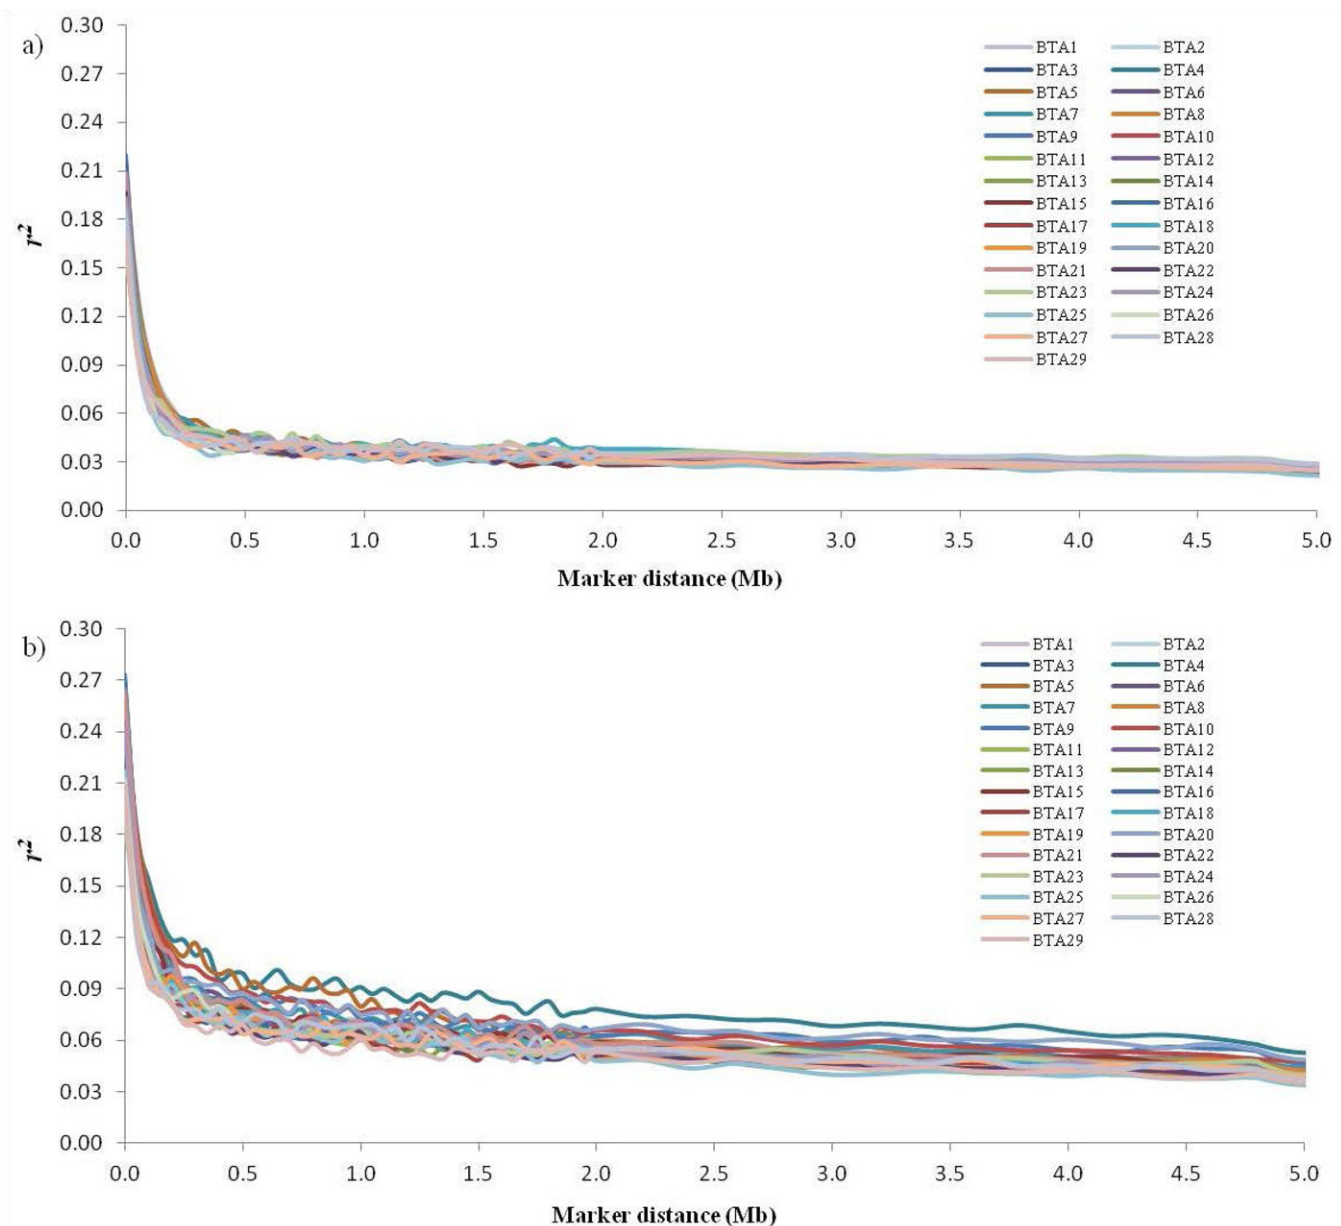 a)
0.30
0.27
0.24
0.21
0.18
0.15
0.12
0.09
0.06
0.03
0.00
r²
BTA1 BTA2
BTA3 BTA4
BTA5 BTA6
BTA7 BTA8
BTA9 BTA10
BTA11 BTA12
BTA13 BTA14
BTA15 BTA16
BTA17 BTA18
BTA19 BTA20
BTA21 BTA22
BTA23 BTA24
BTA25 BTA26
BTA27 BTA28
BTA29
0.0 0.5 1.0 1.5 2.0 2.5 3.0 3.5 4.0 4.5 5.0
Marker distance (Mb)
b)
0.30
0.27
0.24
0.21
0.18
0.15
0.12
0.09
0.06
0.03
0.00
r²
BTA1 BTA2
BTA3 BTA4
BTA5 BTA6
BTA7 BTA8
BTA9 BTA10
BTA11 BTA12
BTA13 BTA14
BTA15 BTA16
BTA17 BTA18
BTA19 BTA20
BTA21 BTA22
BTA23 BTA24
BTA25 BTA26
BTA27 BTA28
BTA29
0.0 0.5 1.0 1.5 2.0 2.5 3.0 3.5 4.0 4.5 5.0
Marker distance (Mb)